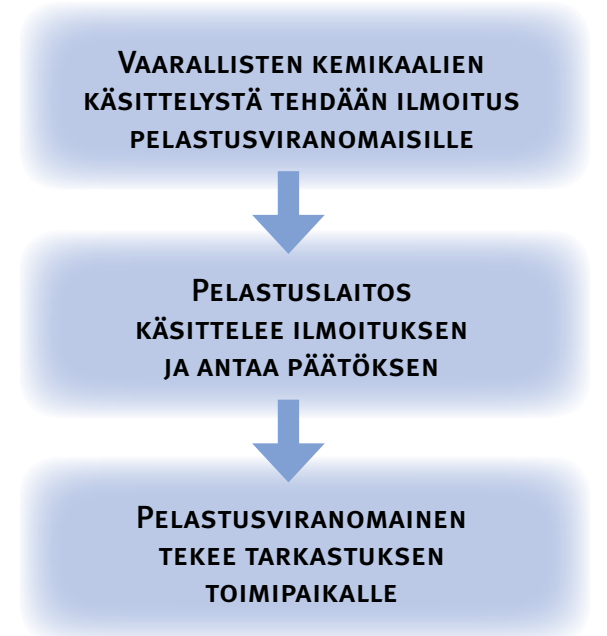 Vaarallisten kemikaalien
käsittelystä tehdään ilmoitus
pelastusviranomaisille
Pelastuslaitos
käsittelee ilmoituksen
ja antaa päätöksen
Pelastusviranomainen
tekee tarkastuksen
toimipaikalle